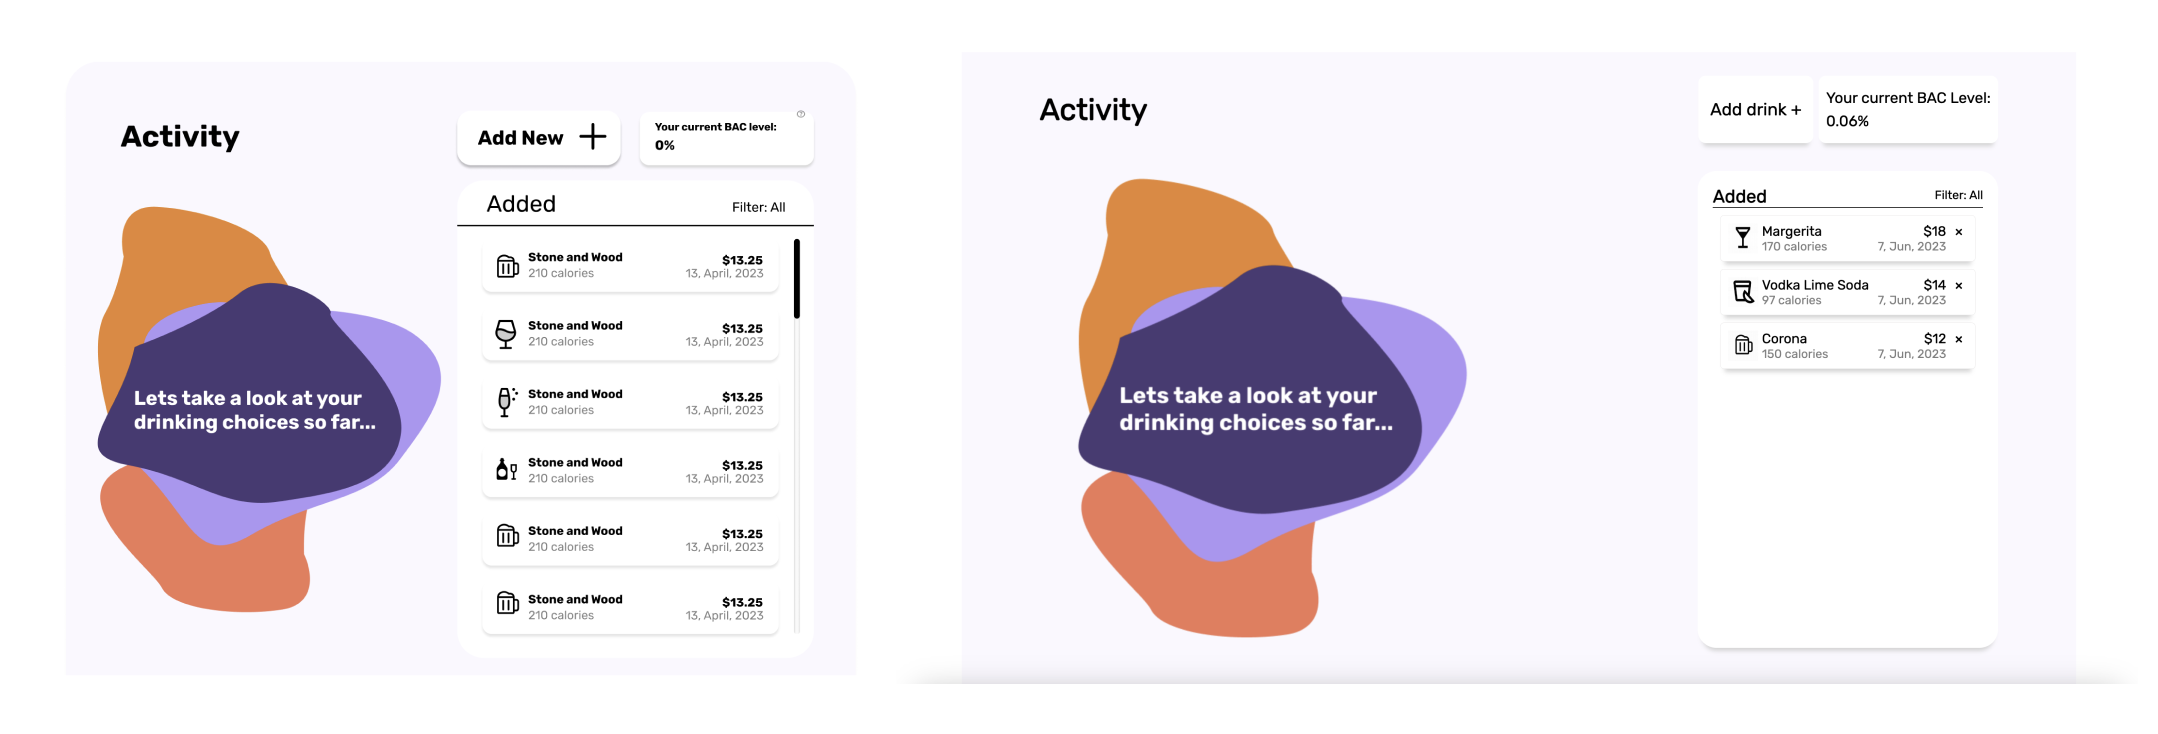 Activity
Add New +
Your current BAC level:
0%
?
Lets take a look at your
drinking choices so far...
Added
Filter: All
Stone and Wood $13.25
210 calories 13, April, 2023
Stone and Wood $13.25
210 calories 13, April, 2023
Stone and Wood $13.25
210 calories 13, April, 2023
Stone and Wood $13.25
210 calories 13, April, 2023
Stone and Wood $13.25
210 calories 13, April, 2023
Stone and Wood $13.25
210 calories 13, April, 2023
Activity
Add drink +
Your current BAC Level:
0.06%
Lets take a look at your
drinking choices so far...
Added
Filter: All
Margerita $18 ×
170 calories 7, Jun, 2023
Vodka Lime Soda $14 ×
97 calories 7, Jun, 2023
Corona $12 ×
150 calories 7, Jun, 2023